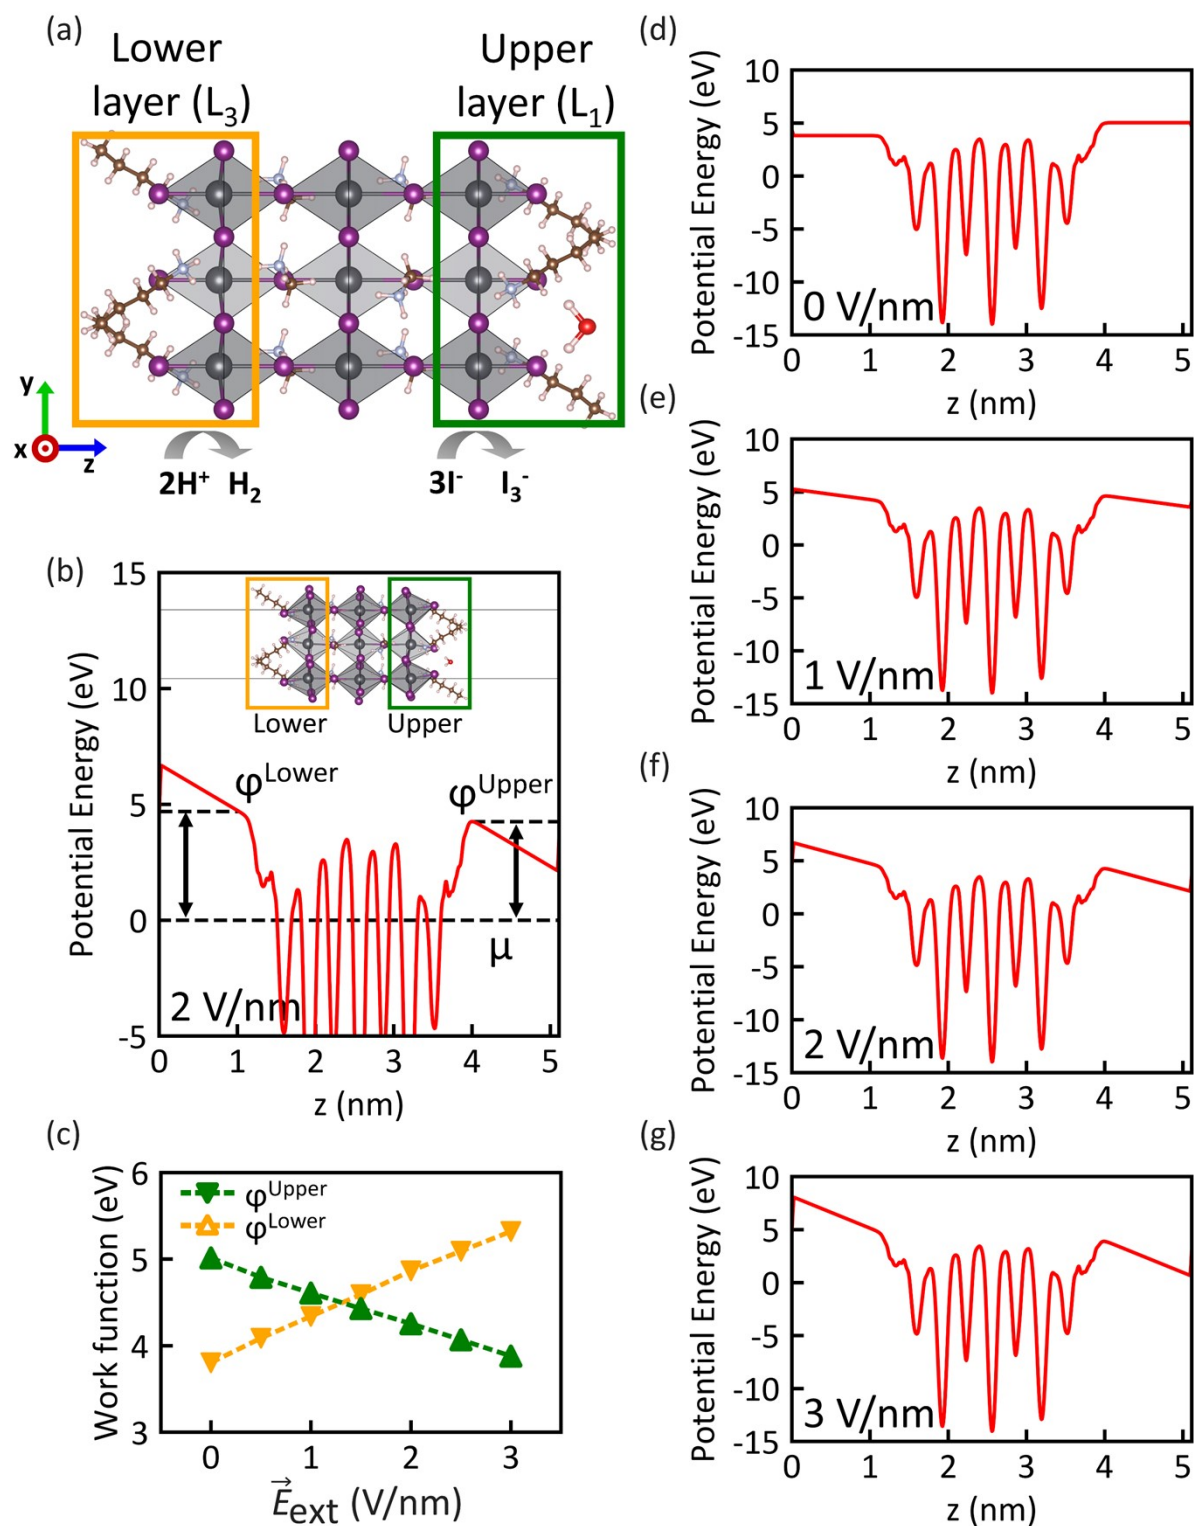 (a)
Lower
layer (L₃)
Upper
layer (L₁)
y
x
z
2H⁺ H₂
3I⁻ I₃⁻
(b)
Potential Energy (eV)
15
10
5
0
-5
Lower
Upper
φᴸᵒʷᵉʳ
φᵁᵖᵖᵉʳ
μ
2 V/nm
0 1 2 3 4 5
z (nm)
(c)
Work function (eV)
6
5
4
3
φᵁᵖᵖᵉʳ
φᴸᵒʷᵉʳ
0 1 2 3
E⃗ext (V/nm)
(d)
Potential Energy (eV)
10
5
0
-5
-10
-15
0 V/nm
0 1 2 3 4 5
z (nm)
(e)
Potential Energy (eV)
10
5
0
-5
-10
-15
1 V/nm
0 1 2 3 4 5
z (nm)
(f)
Potential Energy (eV)
10
5
0
-5
-10
-15
2 V/nm
0 1 2 3 4 5
z (nm)
(g)
Potential Energy (eV)
10
5
0
-5
-10
-15
3 V/nm
0 1 2 3 4 5
z (nm)